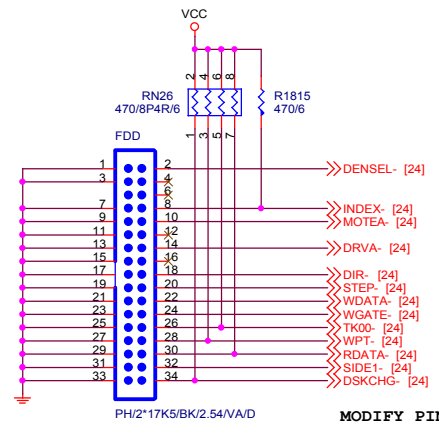 VCC
2 4 6 8
RN26
470/8P4R/6
R1815
470/6
1 3 5 7
FDD
1 2 DENSEL- [24]
3 4
6
7 8 INDEX- [24]
9 10 MOTEA- [24]
11 12
13 14 DRVA- [24]
15 16
17 18 DIR- [24]
19 20 STEP- [24]
21 22 WDATA- [24]
23 24 WGATE- [24]
25 26 TK00- [24]
27 28 WPT- [24]
29 30 RDATA- [24]
31 32 SIDE1- [24]
33 34 DSKCHG- [24]
PH/2*17K5/BK/2.54/VA/D
MODIFY PIN